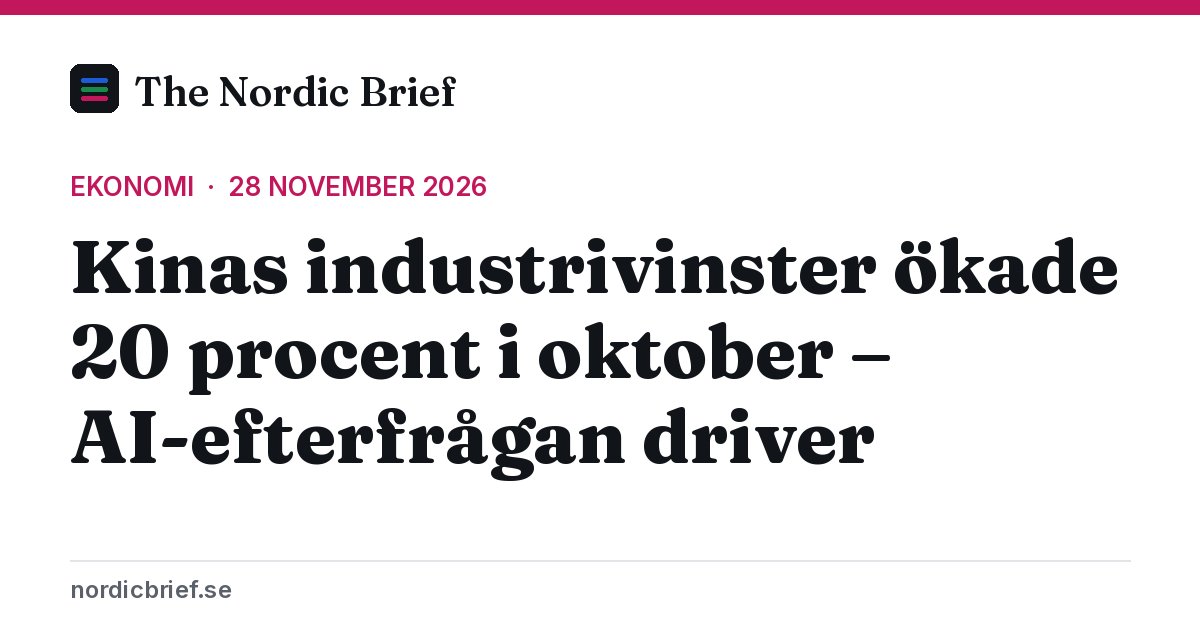 The Nordic Brief
EKONOMI · 28 NOVEMBER 2026
Kinas industrivinster ökade
20 procent i oktober –
AI-efterfrågan driver
nordicbrief.se